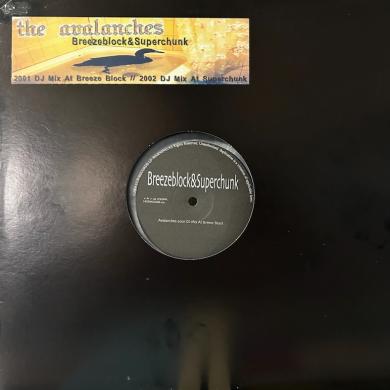 the avalanches
Breezeblock&Superchunk
2001 DJ Mix At Breeze Block // 2002 DJ Mix At Superchunk
Breezeblock&Superchunk
Avalanches 2001 DJ Mix At Breeze Block